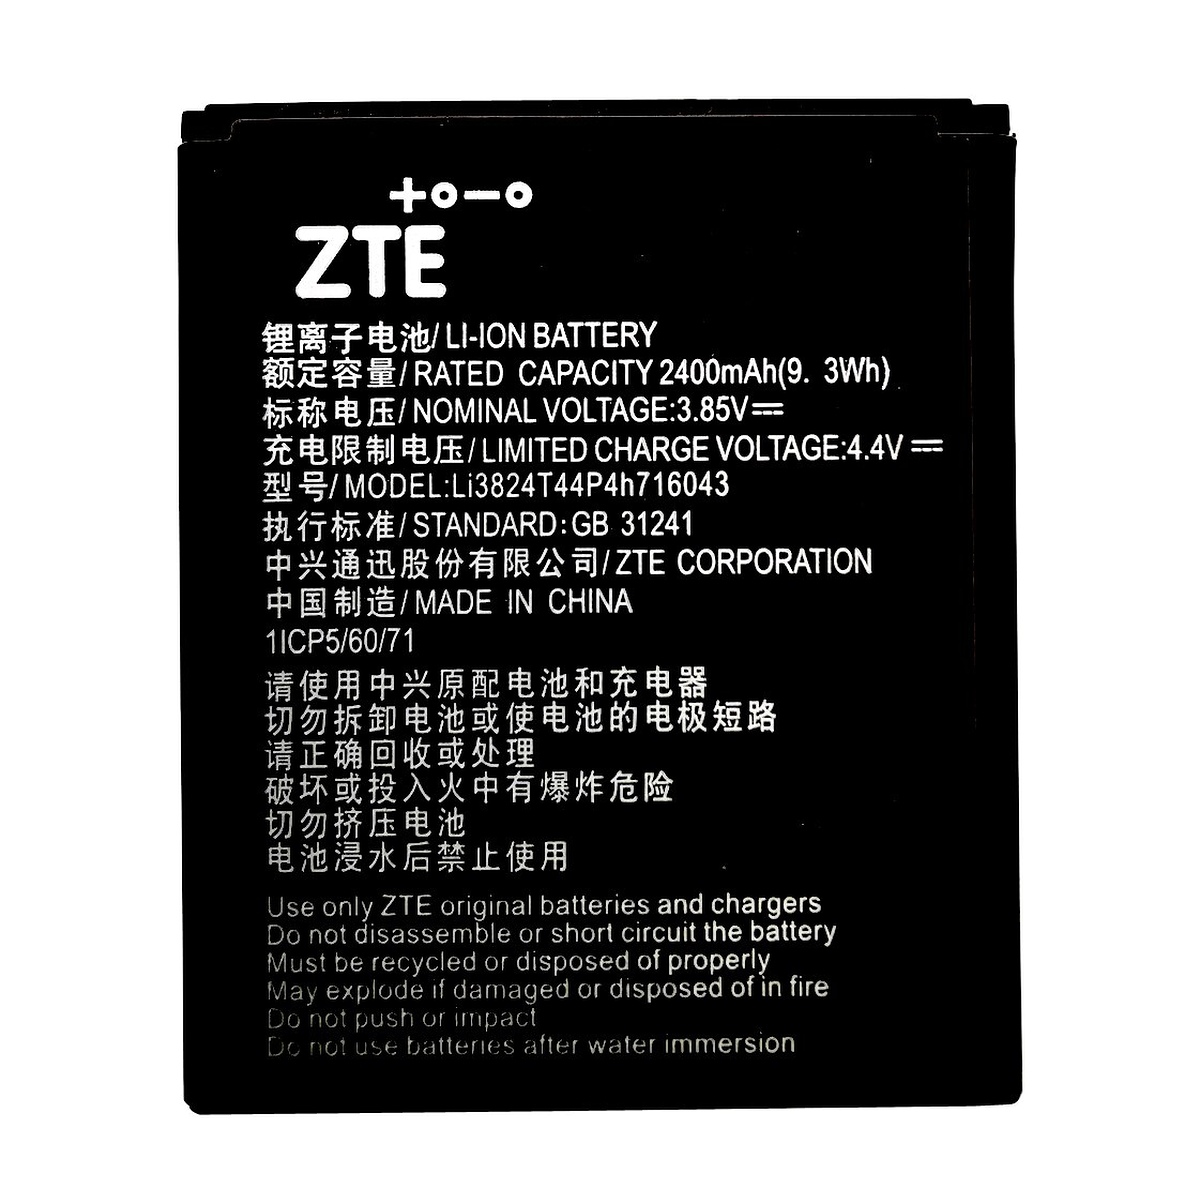 +o-o
ZTE
锂离子电池/LI-ION BATTERY
额定容量/RATED CAPACITY 2400mAh(9. 3Wh)
标称电压/NOMINAL VOLTAGE:3.85V⎓
充电限制电压/LIMITED CHARGE VOLTAGE:4.4V⎓
型号/MODEL:Li3824T44P4h716043
执行标准/STANDARD:GB 31241
中兴通迅股份有限公司/ZTE CORPORATION
中国制造/MADE IN CHINA
1ICP5/60/71
请使用中兴原配电池和充电器
切勿拆卸电池或使电池的电极短路
请正确回收或处理
破坏或投入火中有爆炸危险
切勿挤压电池
电池浸水后禁止使用
Use only ZTE original batteries and chargers
Do not disassemble or short circuit the battery
Must be recycled or disposed of properly
May explode if damaged or disposed of in fire
Do not push or impact
Do not use batteries after water immersion